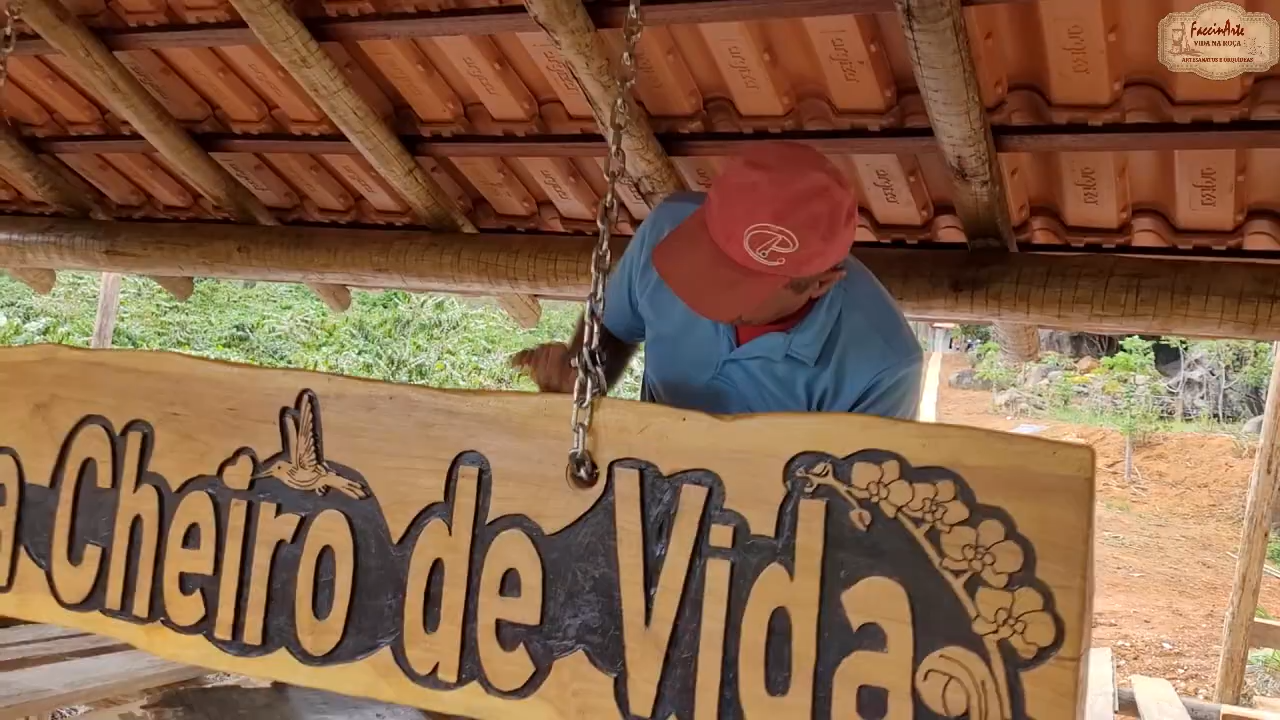 FaccinArte
VIDA NA ROÇA
ARTESANATOS E ORQUÍDEAS
a Cheiro de Vida